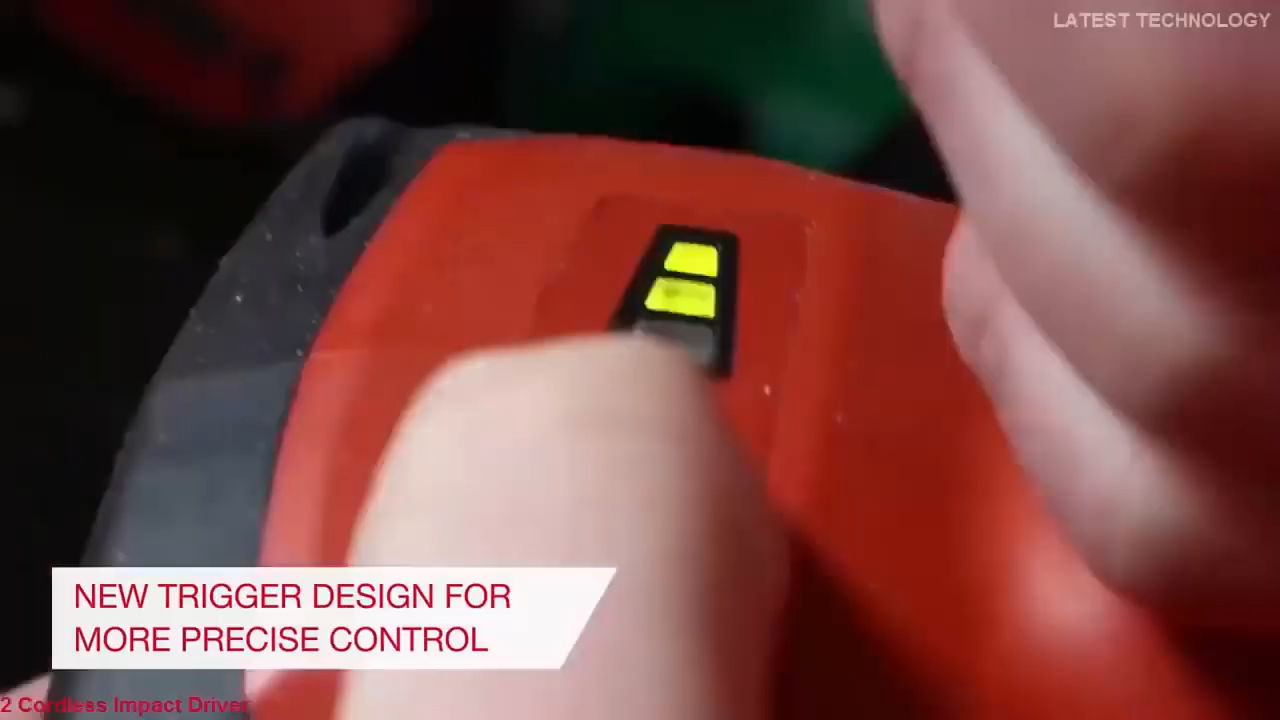 LATEST TECHNOLOGY
NEW TRIGGER DESIGN FOR
MORE PRECISE CONTROL
2 Cordless Impact Driver